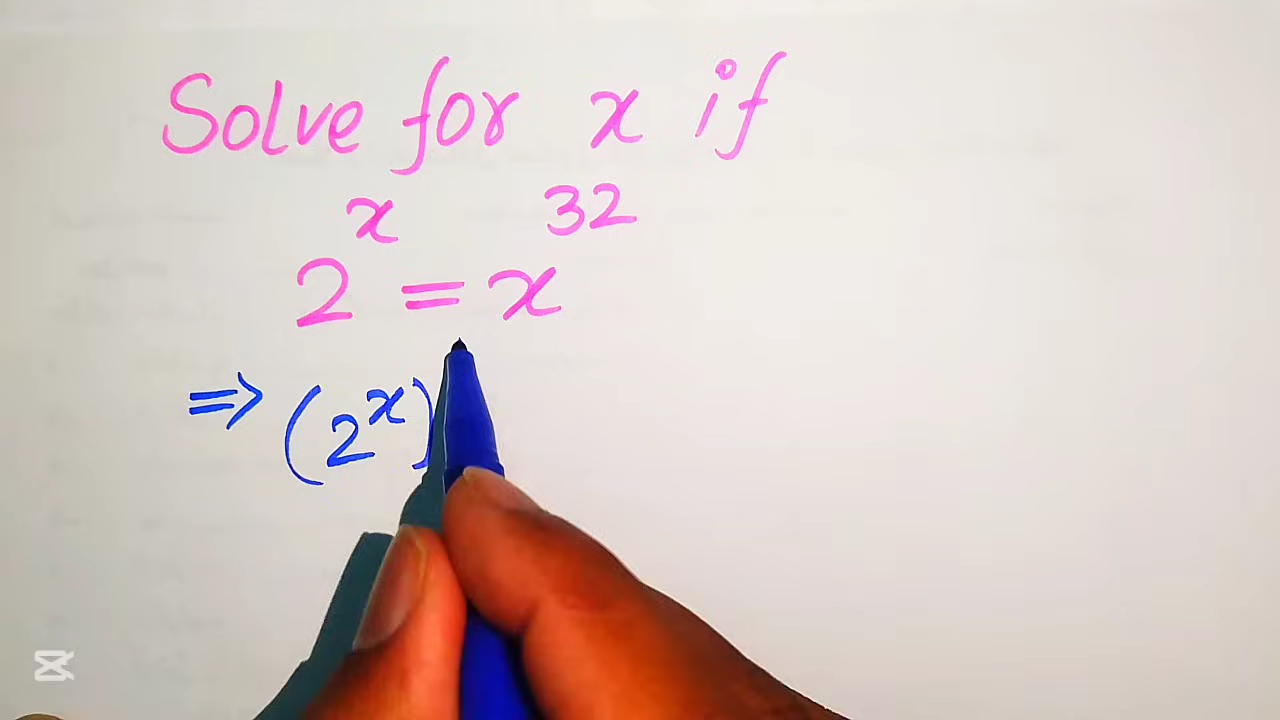 Solve for x if
2^x = x^32
=> (2^x)